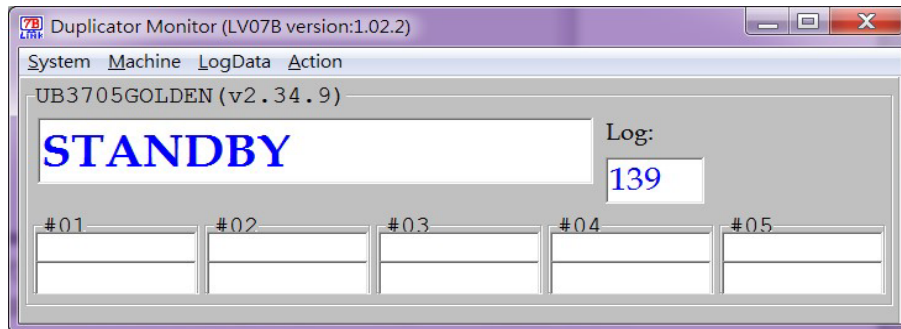 7B
LINK
Duplicator Monitor (LV07B version:1.02.2)
System Machine LogData Action
UB3705GOLDEN(v2.34.9)
STANDBY
Log:
139
#01 #02 #03 #04 #05